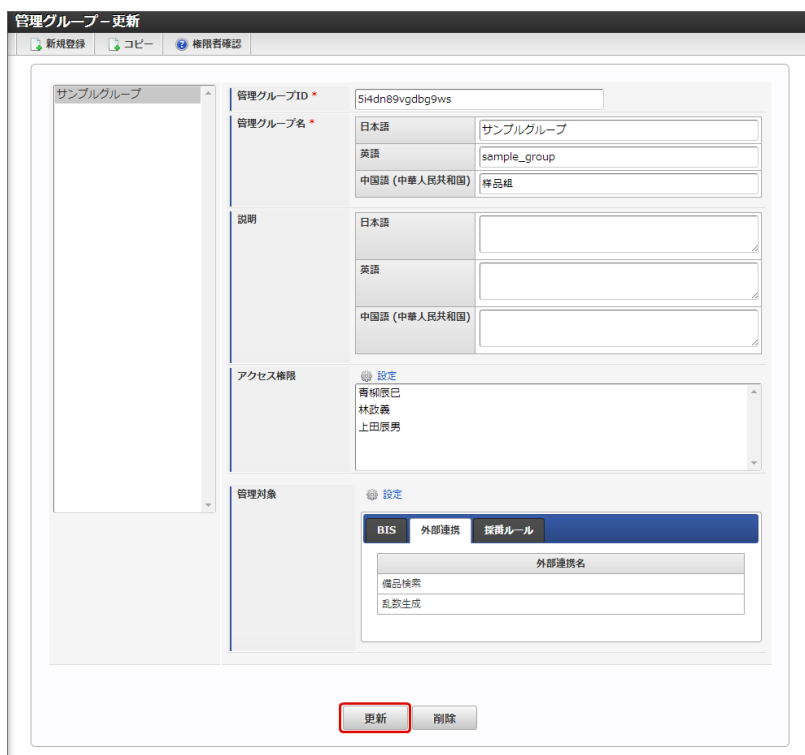 管理グループ－更新
新規登録
コピー
権限者確認
サンプルグループ
管理グループID *
5i4dn89vgdbg9ws
管理グループ名 *
日本語
サンプルグループ
英語
sample_group
中国語 (中華人民共和国)
样品组
説明
日本語
英語
中国語 (中華人民共和国)
アクセス権限
設定
青柳辰巳
林政義
上田辰男
管理対象
設定
BIS
外部連携
採番ルール
外部連携名
備品検索
乱数生成
更新
削除